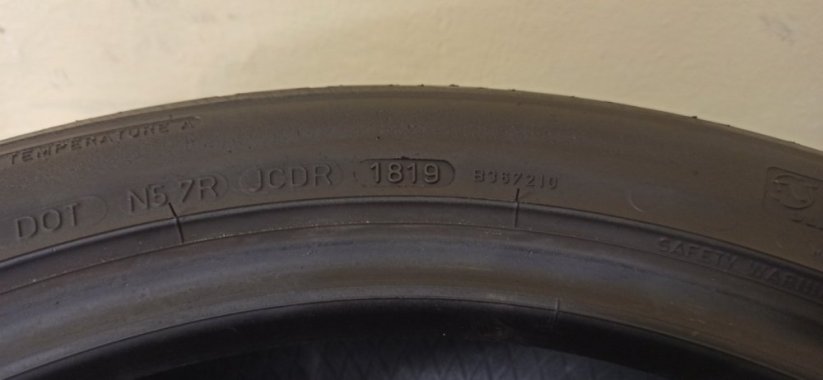 TEMPERATURE A
DOT N5 7R JCDR 1819 B367210
SAFETY WARNING